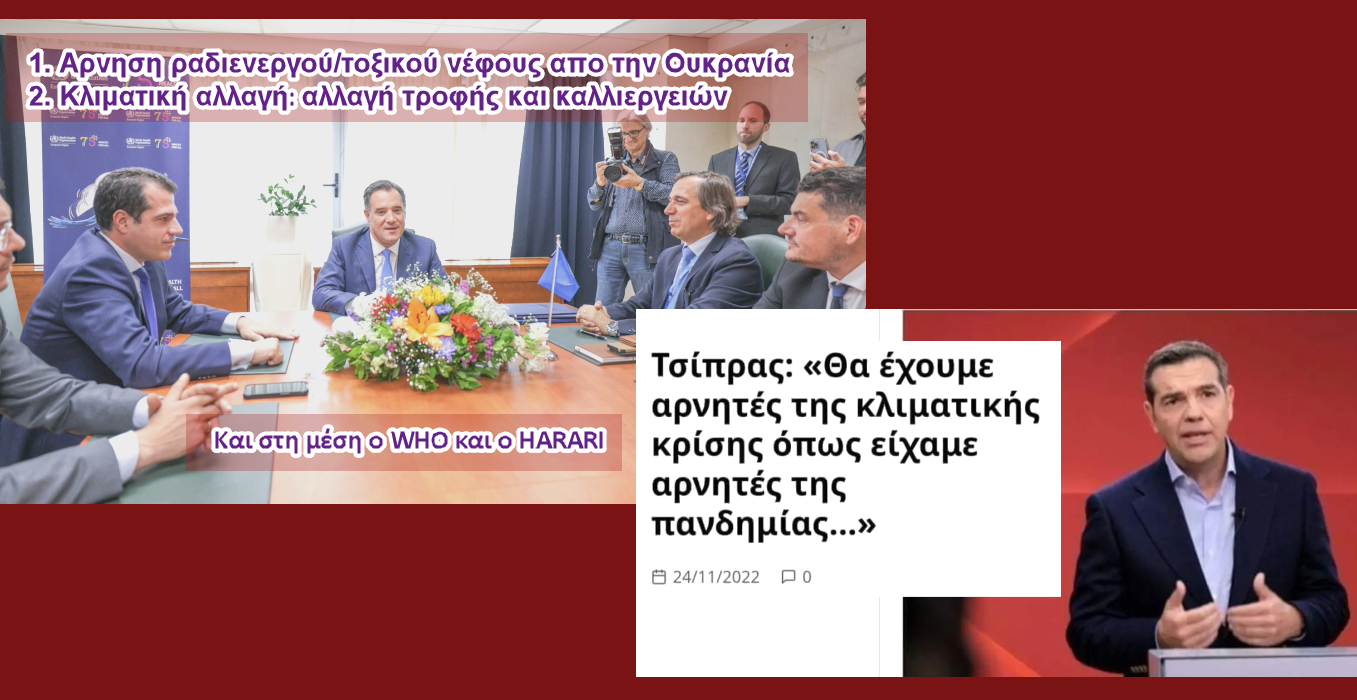 1. Αρνηση ραδιενεργού/τοξικού νέφους απο την Ουκρανία
2. Κλιματική αλλαγή: αλλαγή τροφής και καλλιεργειών
Και στη μέση ο WHO και ο HARARI
Τσίπρας: «Θα έχουμε
αρνητές της κλιματικής
κρίσης όπως είχαμε
αρνητές της
πανδημίας...»
24/11/2022 0